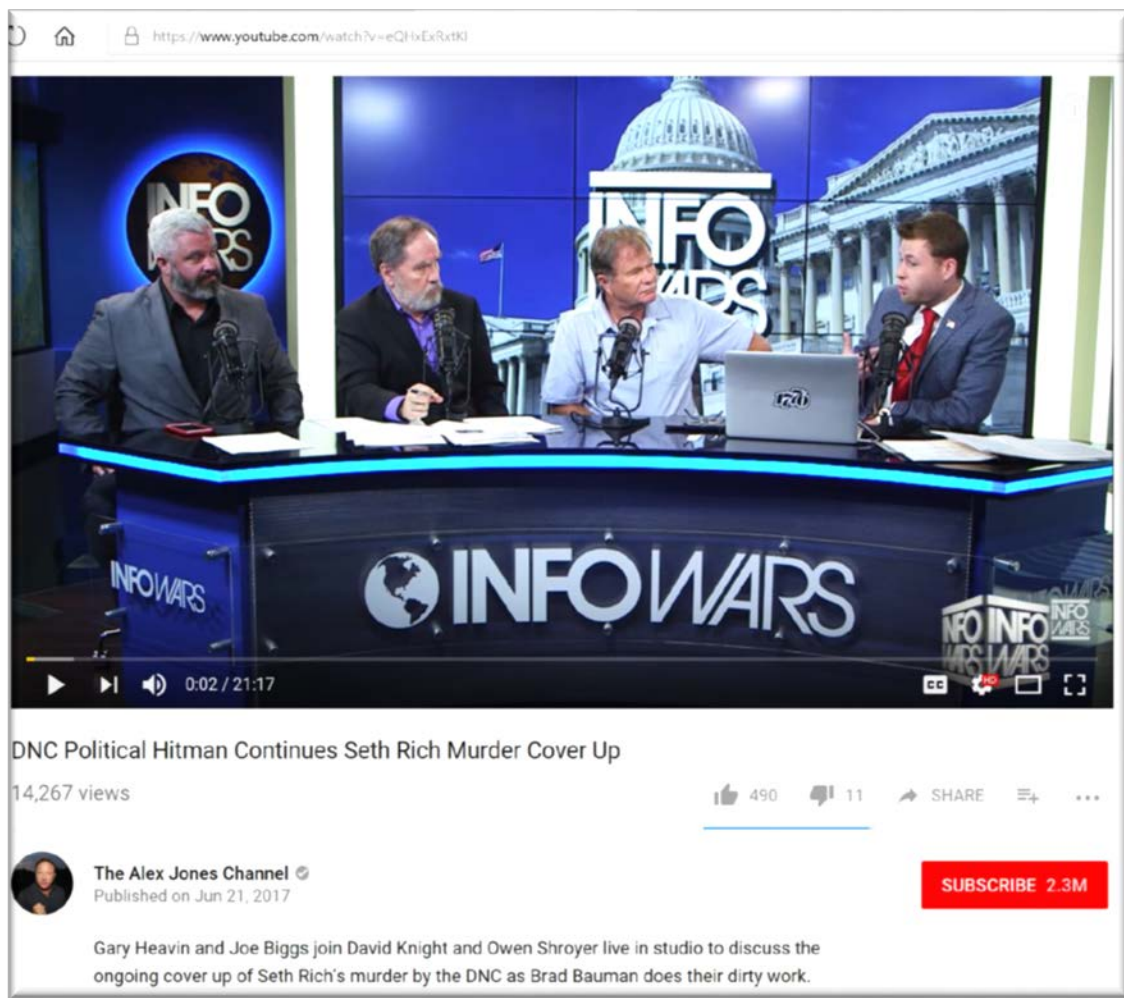 https://www.youtube.com/watch?v=eQHxExRxtKI
INFO
WARS
INFO
WARS
INFOWARS
INFOWARS
INFO INFO
WARS WARS
INFO
WARS
0:02 / 21:17
CC
HD
DNC Political Hitman Continues Seth Rich Murder Cover Up
14,267 views
490
11
SHARE
The Alex Jones Channel
Published on Jun 21, 2017
SUBSCRIBE 2.3M
Gary Heavin and Joe Biggs join David Knight and Owen Shroyer live in studio to discuss the
ongoing cover up of Seth Rich's murder by the DNC as Brad Bauman does their dirty work.